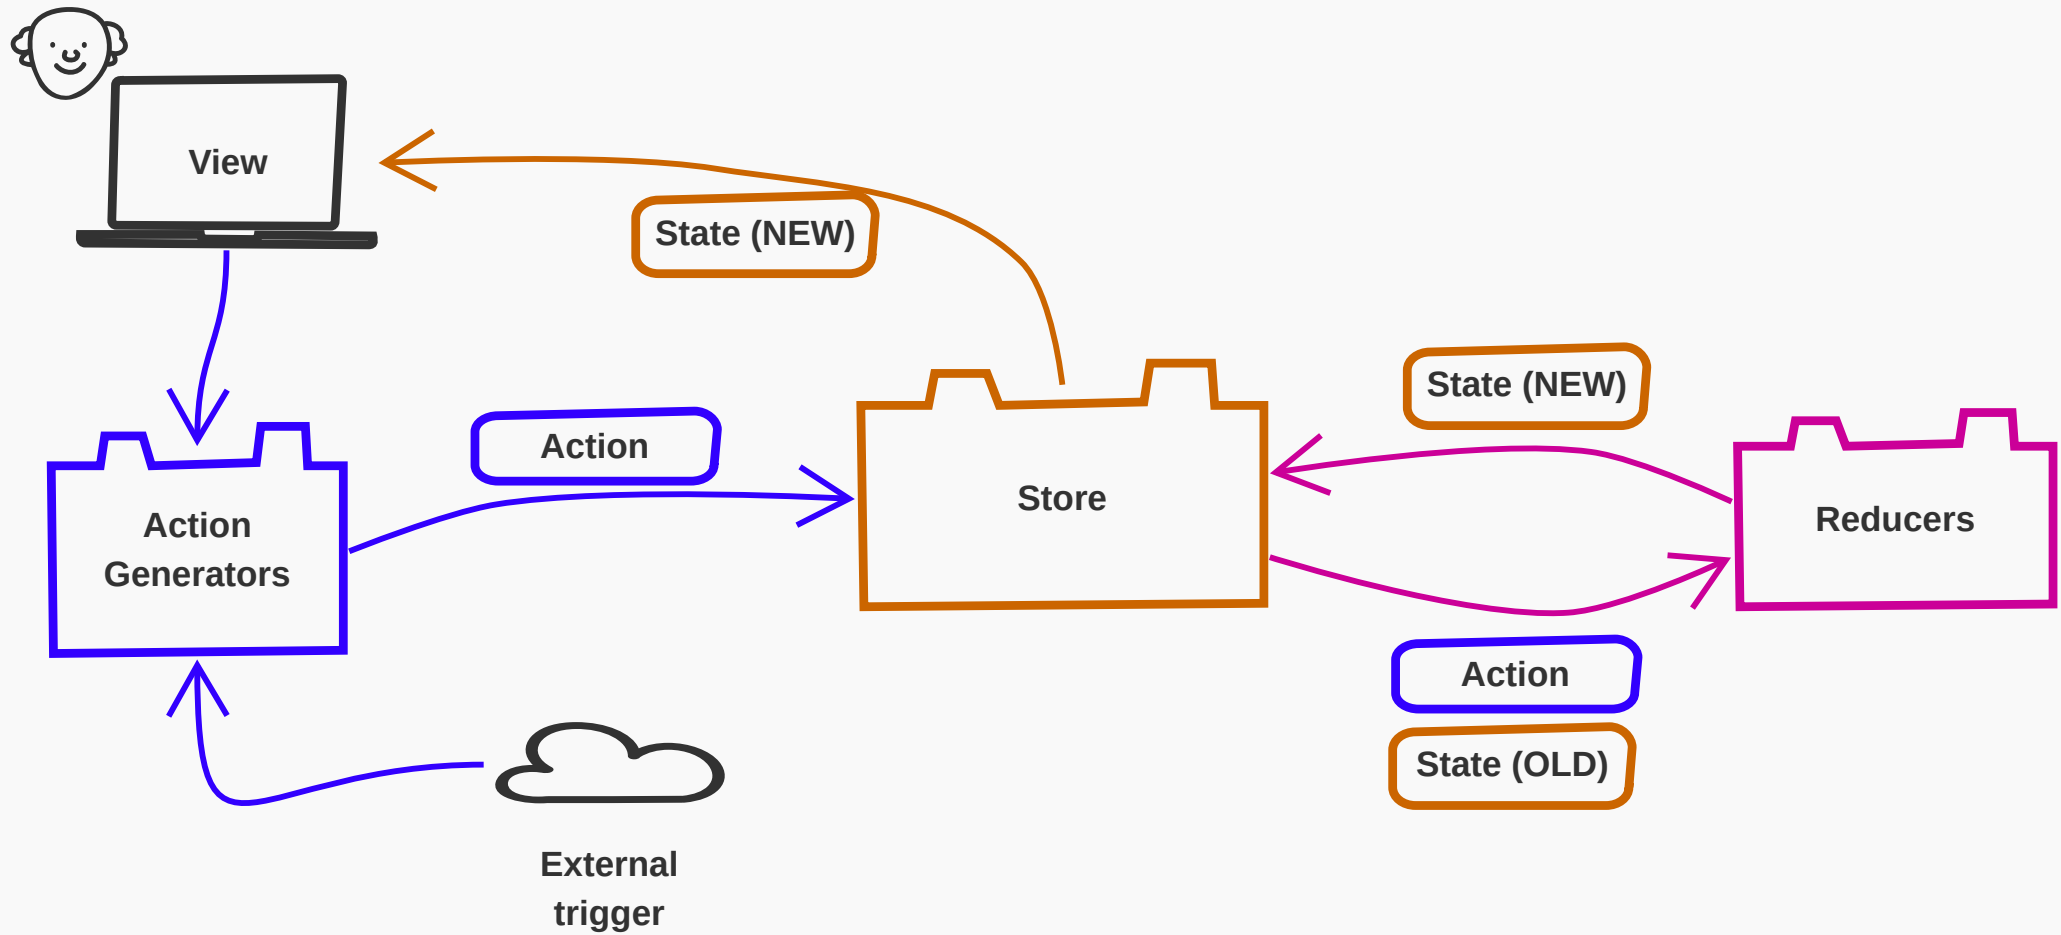 View
State (NEW)
State (NEW)
Action
Store
Reducers
Action
Generators
Action
State (OLD)
External
trigger